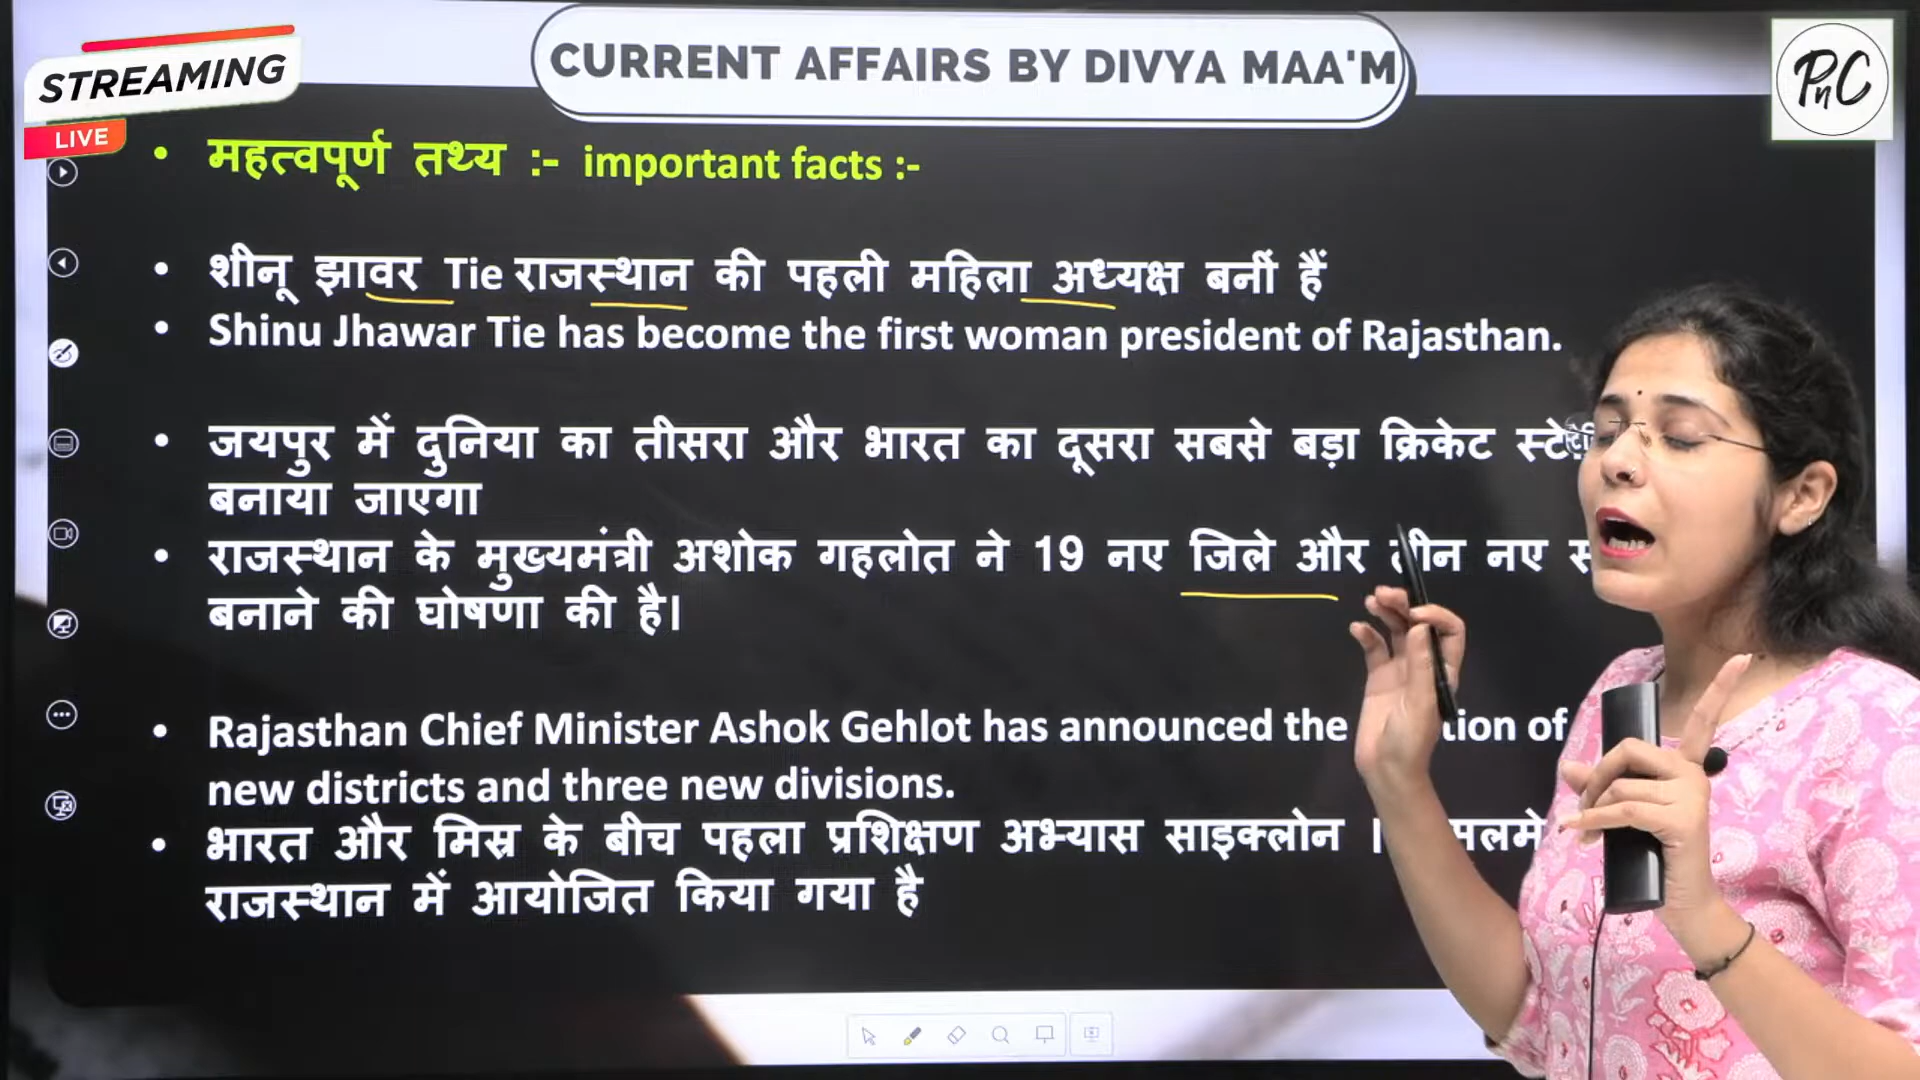 STREAMING
LIVE
CURRENT AFFAIRS BY DIVYA MAA'M
PnC
• महत्वपूर्ण तथ्य :- important facts :-
• शीनू झावर Tie राजस्थान की पहली महिला अध्यक्ष बनीं हैं
• Shinu Jhawar Tie has become the first woman president of Rajasthan.
• जयपुर में दुनिया का तीसरा और भारत का दूसरा सबसे बड़ा क्रिकेट
बनाया जाएगा
• राजस्थान के मुख्यमंत्री अशोक गहलोत ने 19 नए जिले और तीन नए
बनाने की घोषणा की है।
• Rajasthan Chief Minister Ashok Gehlot has announced the of
new districts and three new divisions.
• भारत और मिस्र के बीच पहला प्रशिक्षण अभ्यास साइक्लोन |
राजस्थान में आयोजित किया गया है